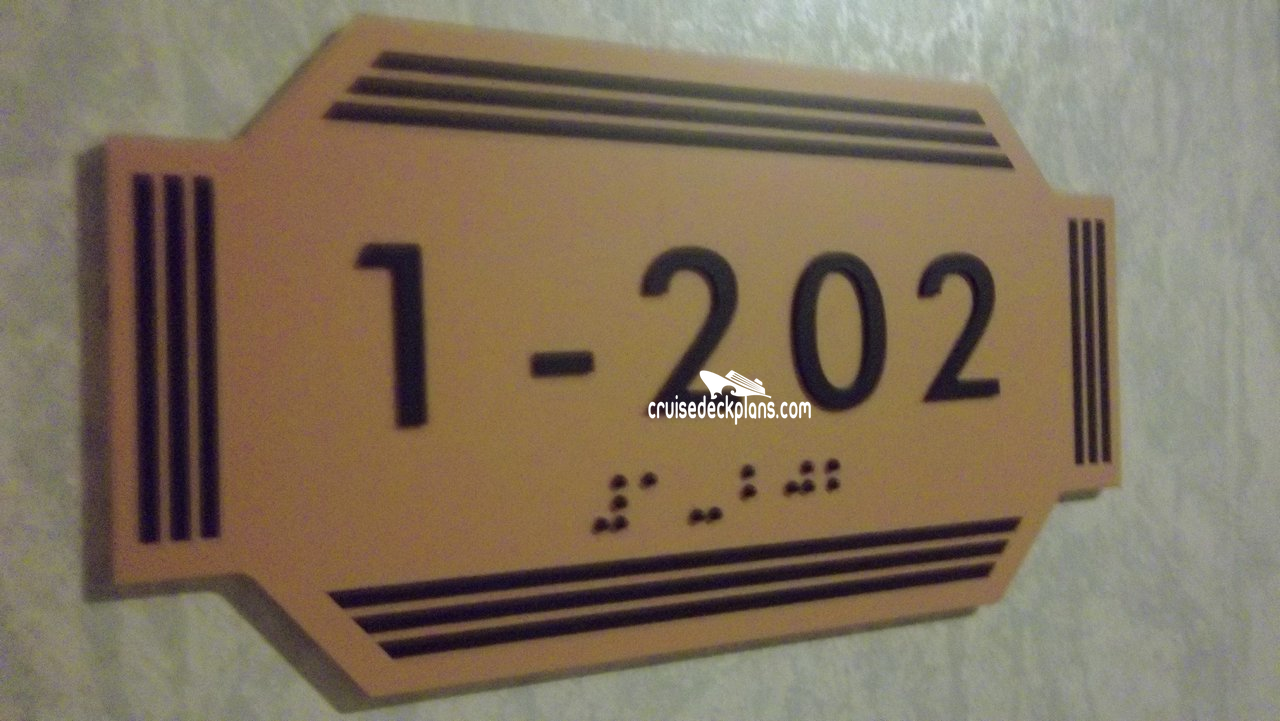 1-202
cruisedeckplans.com
⠼⠁⠤⠃⠚⠃